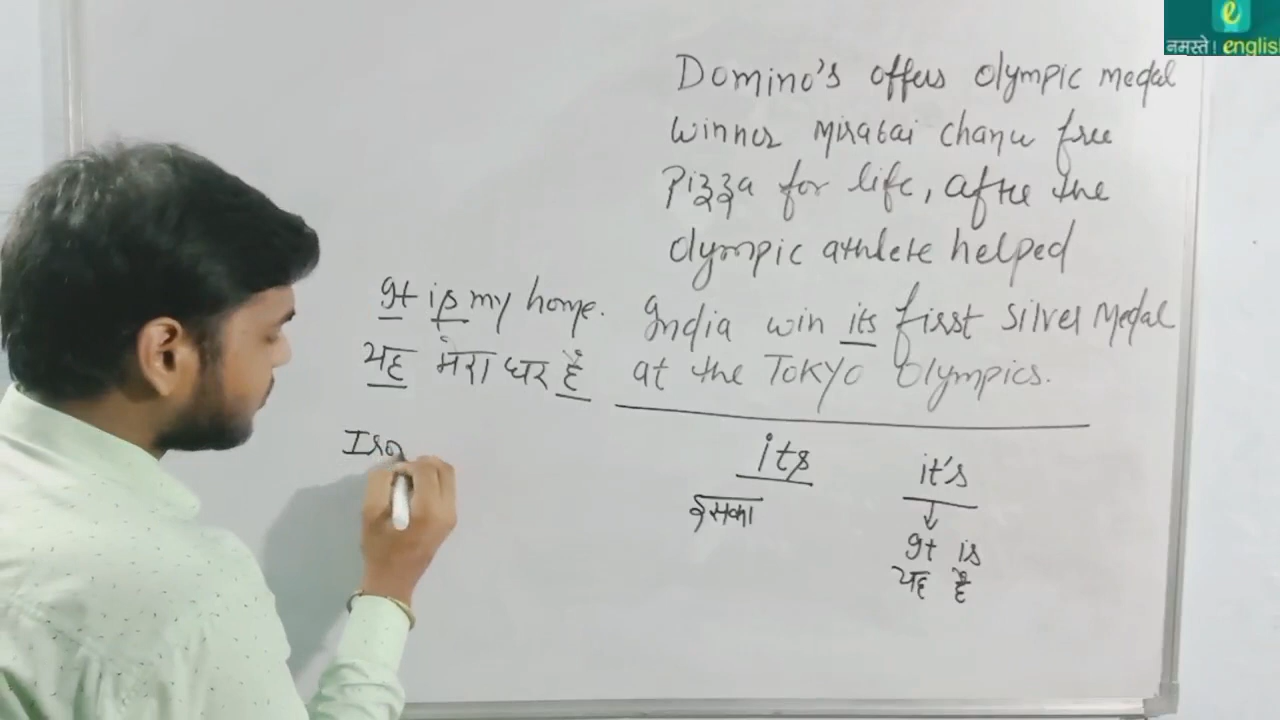 e
नमस्ते। english
Domino's offers Olympic medal
winner Mirabai Chanu free
Pizza for life, after the
Olympic athlete helped
India win its first Silver Medal
at the TOKYO Olympics.
It is my home.
यह मेरा घर है
its
इसका
it's
It is
यह है